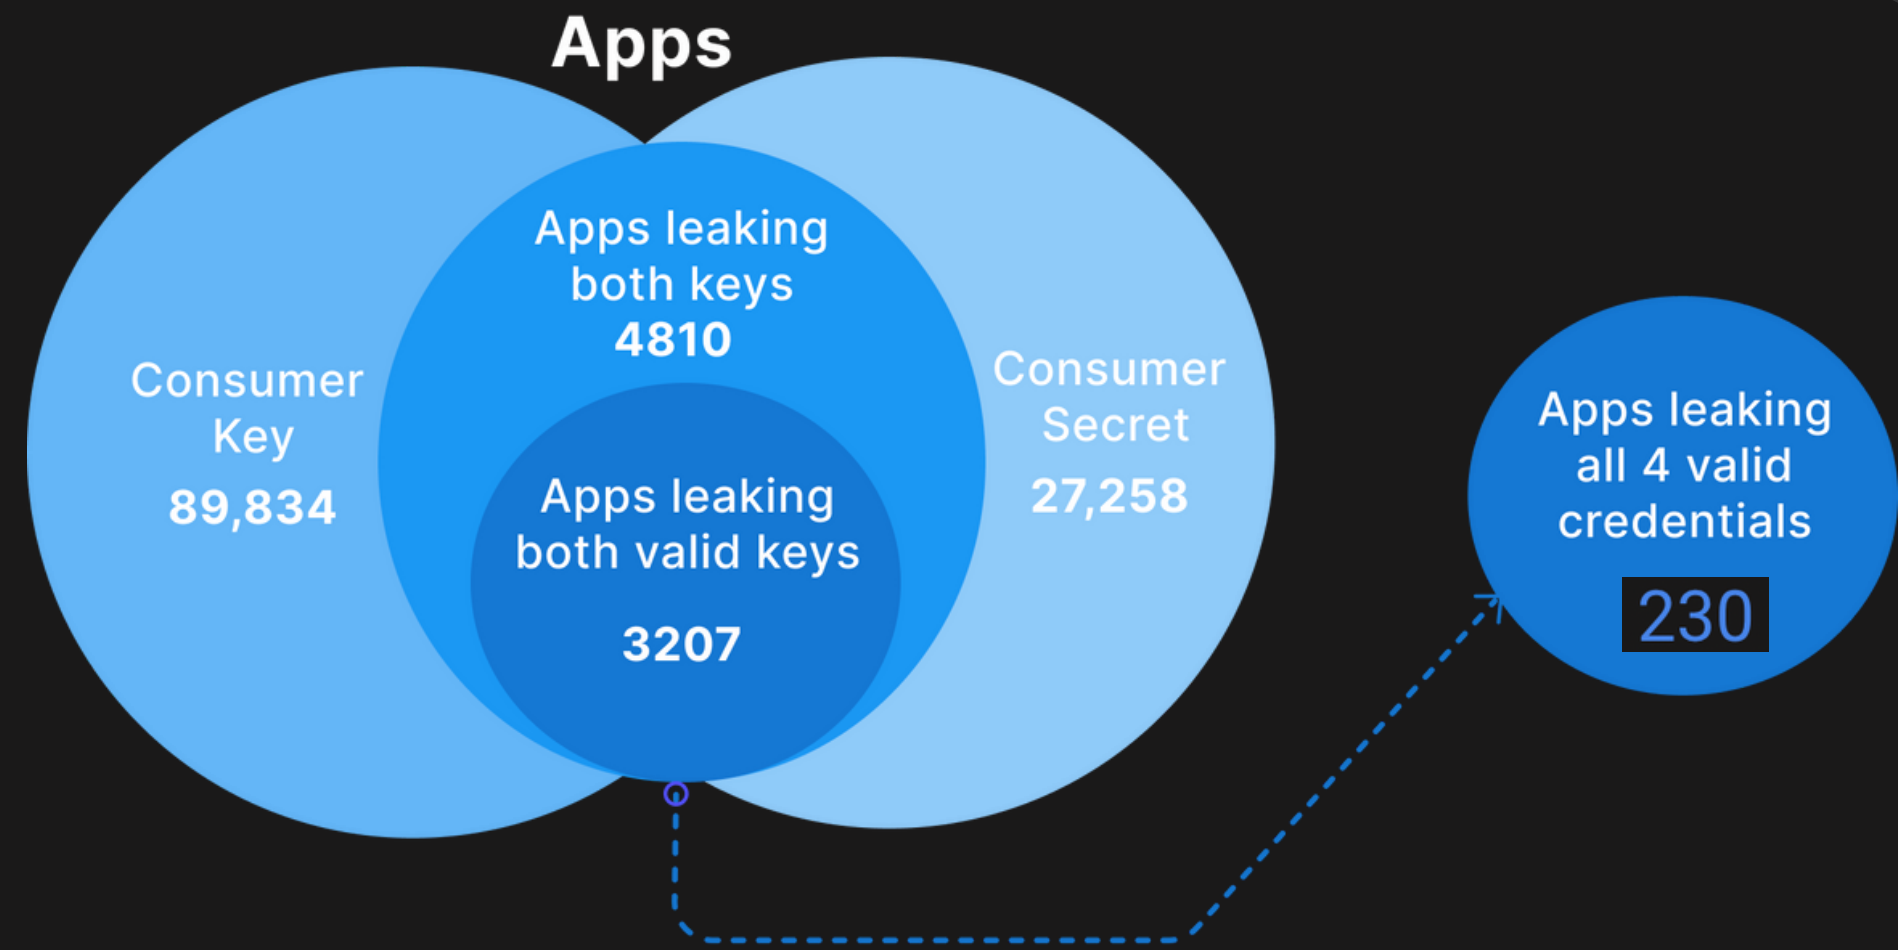 Apps
Apps leaking
both keys
4810
Consumer
Key
89,834
Consumer
Secret
27,258
Apps leaking
both valid keys
3207
Apps leaking
all 4 valid
credentials
230